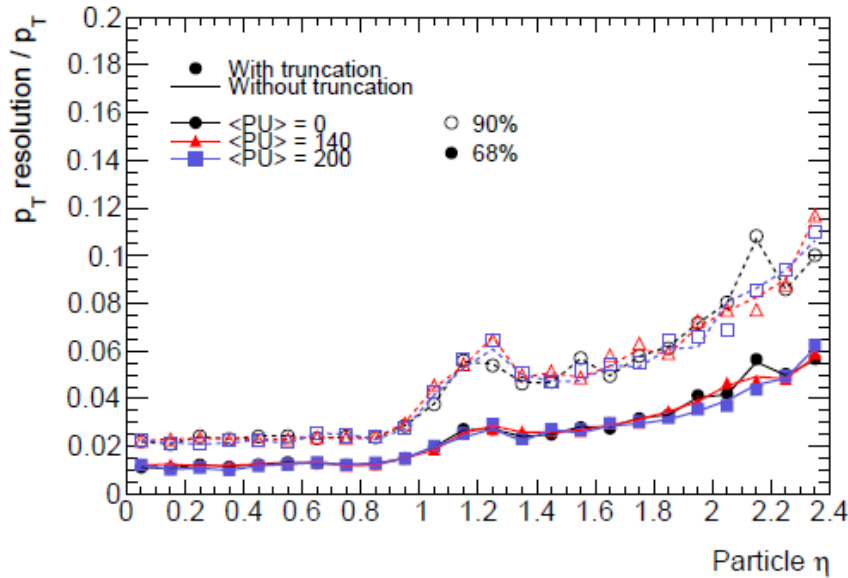 p_T resolution / p_T
0.2
0.18
0.16
0.14
0.12
0.1
0.08
0.06
0.04
0.02
0
With truncation
Without truncation
<PU> = 0
<PU> = 140
<PU> = 200
90%
68%
0 0.2 0.4 0.6 0.8 1 1.2 1.4 1.6 1.8 2 2.2 2.4
Particle η